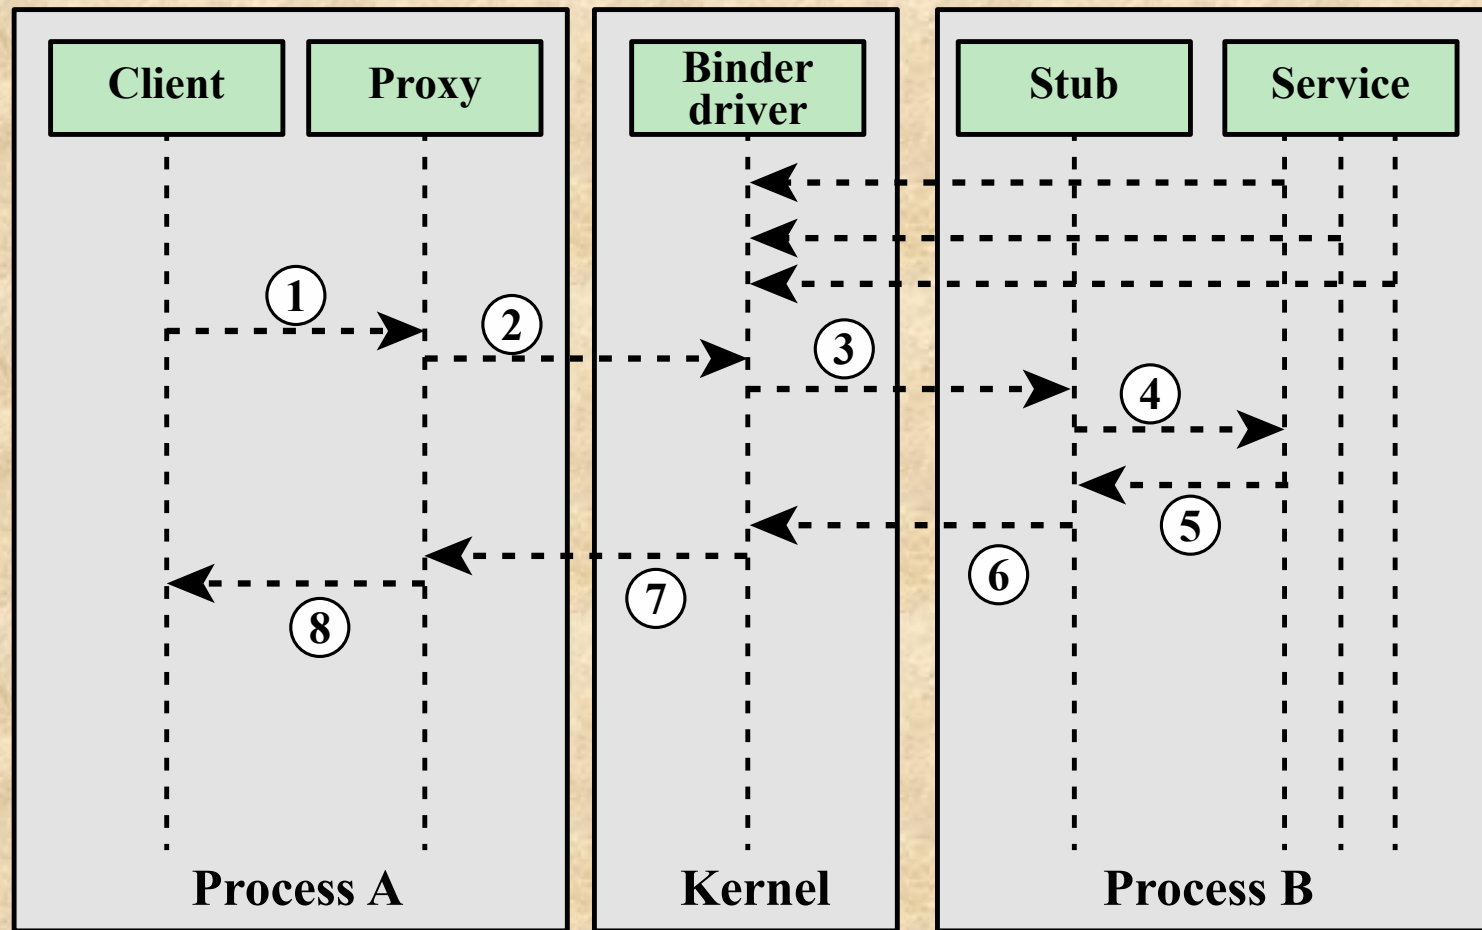 Client
Proxy
Binder
driver
Stub
Service
1
2
3
4
5
6
7
8
Process A
Kernel
Process B